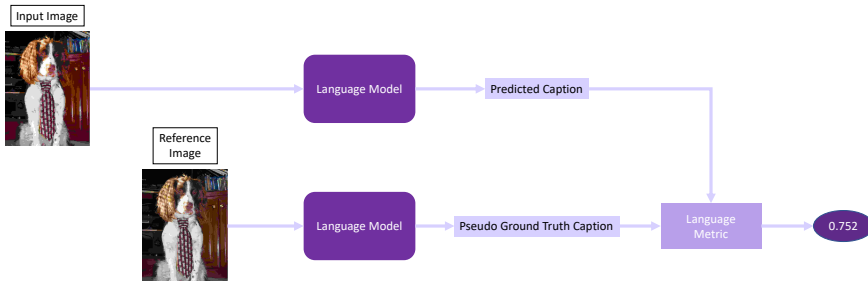 Input Image
Language Model
Predicted Caption
Reference
Image
Language Model
Pseudo Ground Truth Caption
Language
Metric
0.752